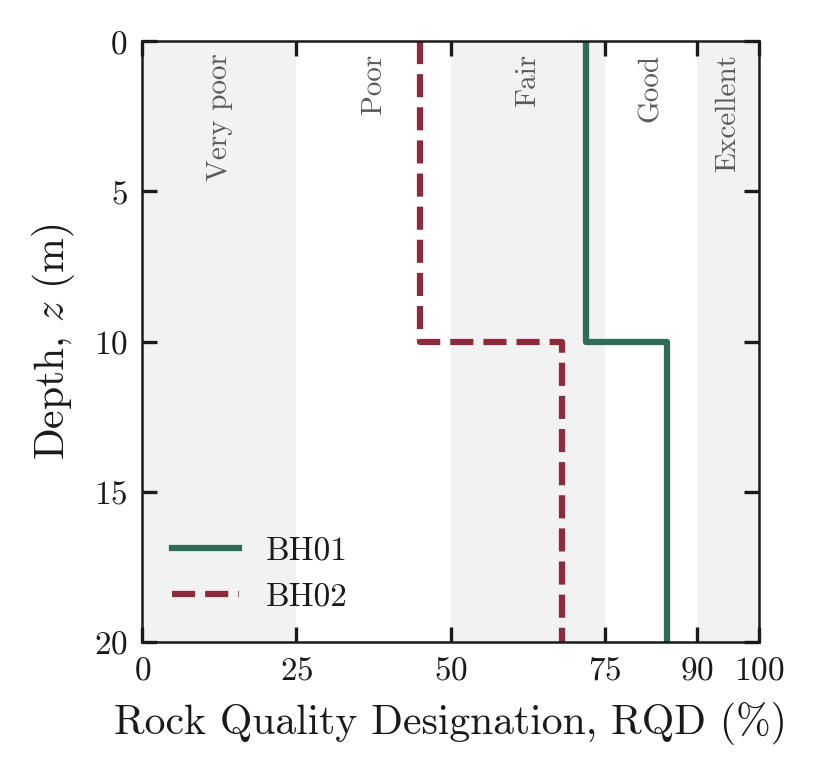 Very poor
Poor
Fair
Good
Excellent
0
5
10
15
20
Depth, z (m)
BH01
BH02
0 25 50 75 90 100
Rock Quality Designation, RQD (%)